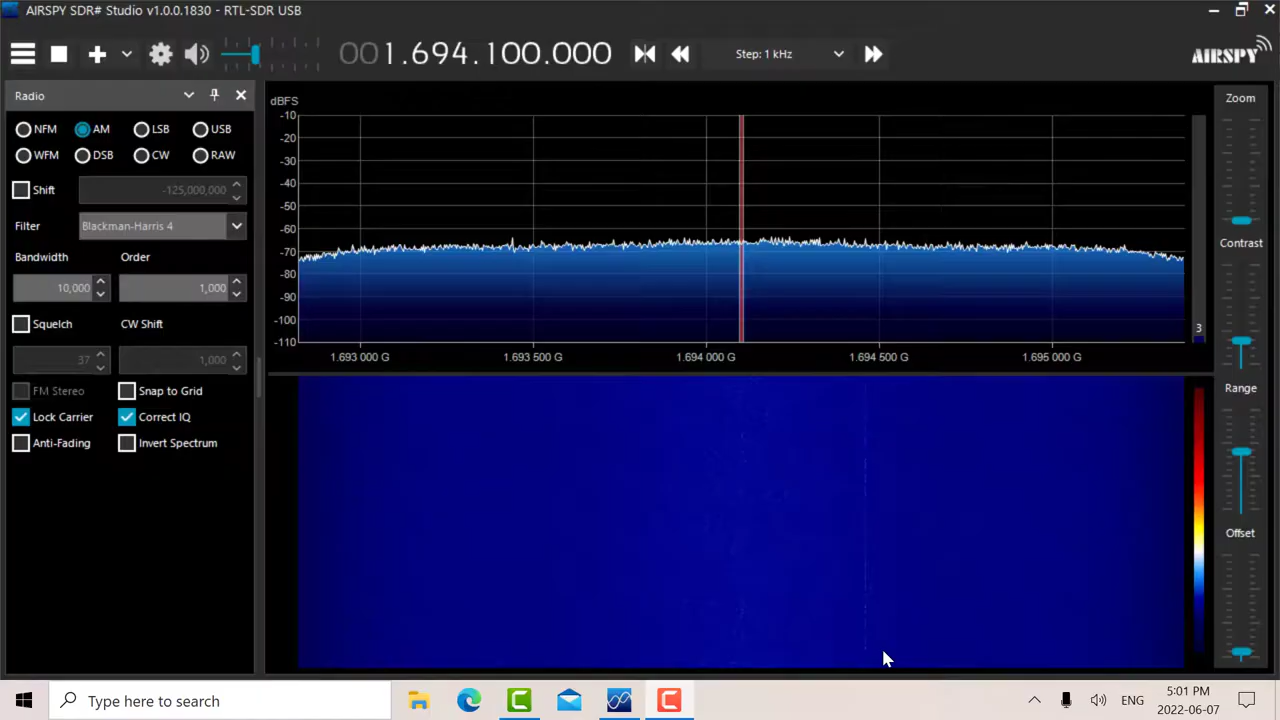 AIRSPY SDR# Studio v1.0.0.1830 - RTL-SDR USB
001.694.100.000
Step: 1 kHz
AIRSPY
Radio
NFM AM LSB USB
WFM DSB CW RAW
Shift -125,000,000
Filter Blackman-Harris 4
Bandwidth Order
10,000 1,000
Squelch CW Shift
37 1,000
FM Stereo Snap to Grid
Lock Carrier Correct IQ
Anti-Fading Invert Spectrum
dBFS
-10
-20
-30
-40
-50
-60
-70
-80
-90
-100
-110
3
1.693 000 G 1.693 500 G 1.694 000 G 1.694 500 G 1.695 000 G
Zoom
Contrast
Range
Offset
Type here to search
ENG
5:01 PM
2022-06-07